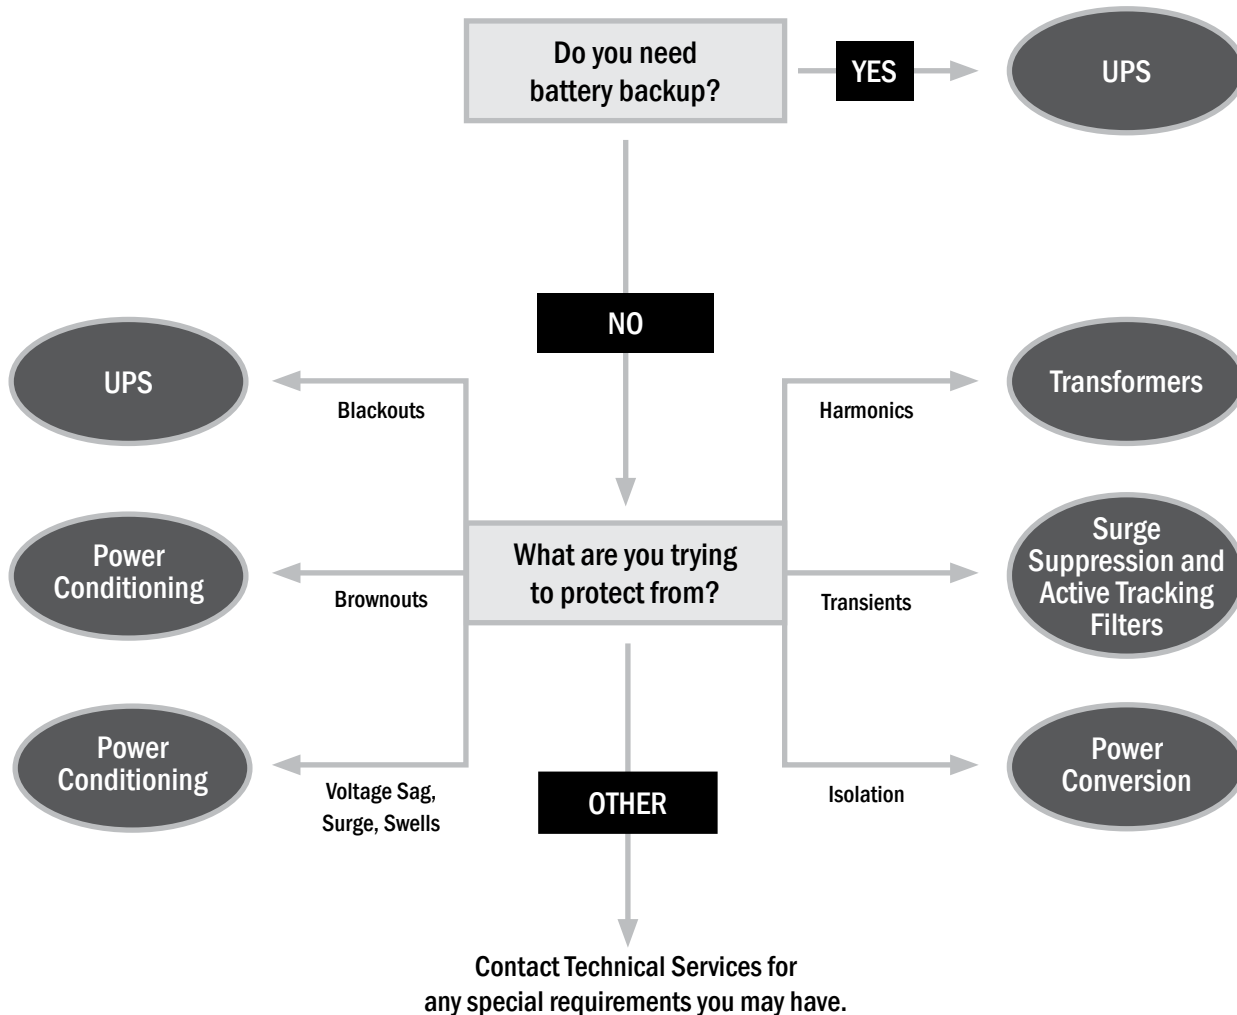 Do you need
battery backup?
YES
UPS
NO
UPS
Blackouts
Harmonics
Transformers
Power
Conditioning
Brownouts
What are you trying
to protect from?
Transients
Surge
Suppression and
Active Tracking
Filters
Power
Conditioning
Voltage Sag,
Surge, Swells
OTHER
Isolation
Power
Conversion
Contact Technical Services for
any special requirements you may have.